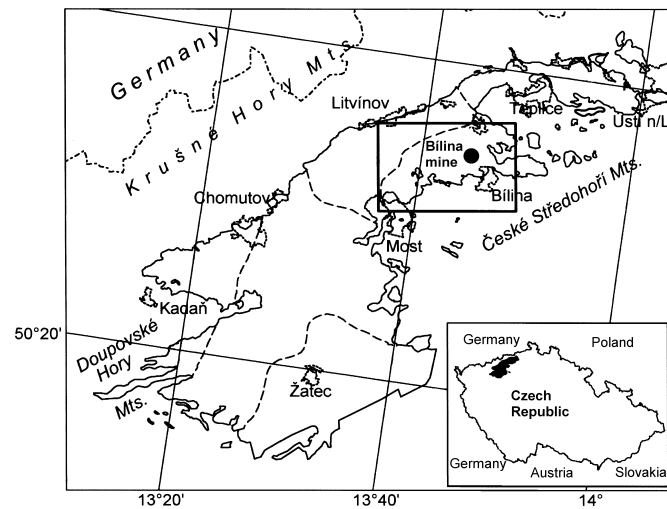 Germany
Krušne Hory Mts.
Litvínov
Teplice
Ústí n/L
Bílina
mine
Chomutov
Bílina
České Středohoří Mts.
Most
Kadaň
50°20'
Doupovské
Hory
Mts.
Žatec
Germany
Poland
Czech
Republic
Germany
Austria
Slovakia
13°20'
13°40'
14°